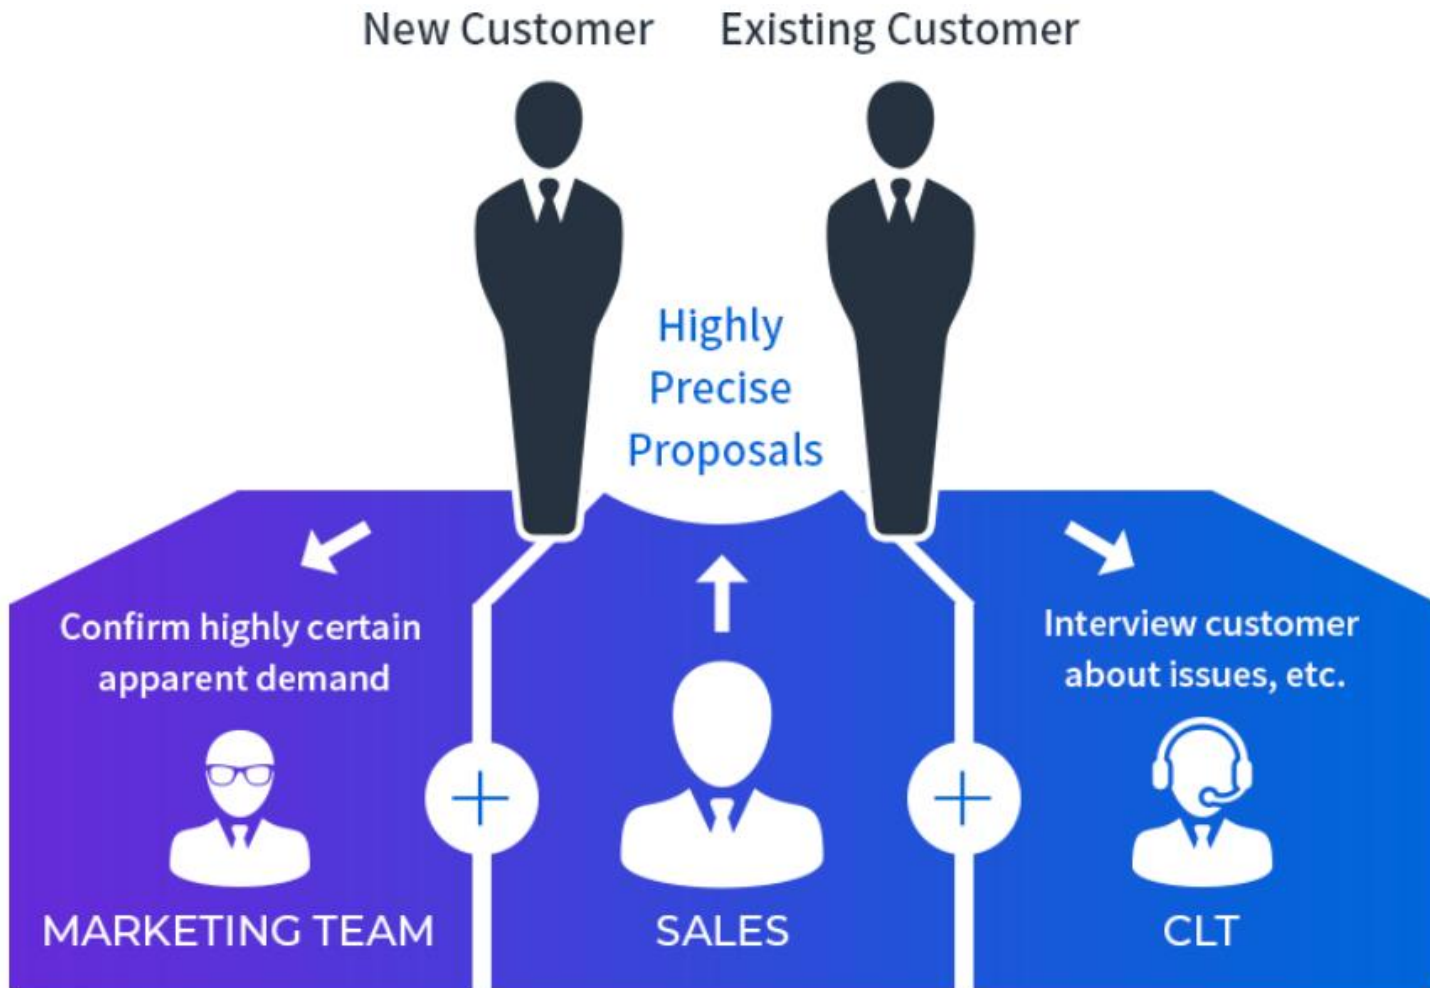 New Customer
Existing Customer
Highly
Precise
Proposals
Confirm highly certain
apparent demand
Interview customer
about issues, etc.
MARKETING TEAM
SALES
CLT